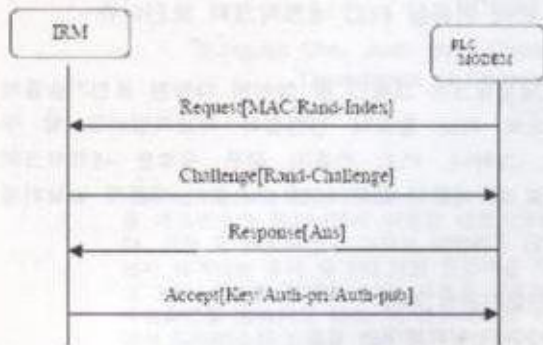 IRM
PLC
MODEM
Request[MAC Rand-Index]
Challenge[Rand-Challenge]
Response[Ans]
Accept[Key/Auth-pri/Auth-pub]